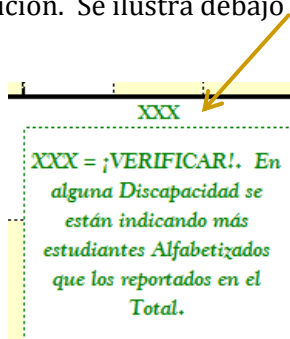 ución. Se ilustra debajo
XXX
XXX = ¡VERIFICAR!. En
alguna Discapacidad se
están indicando más
estudiantes Alfabetizados
que los reportados en el
Total.